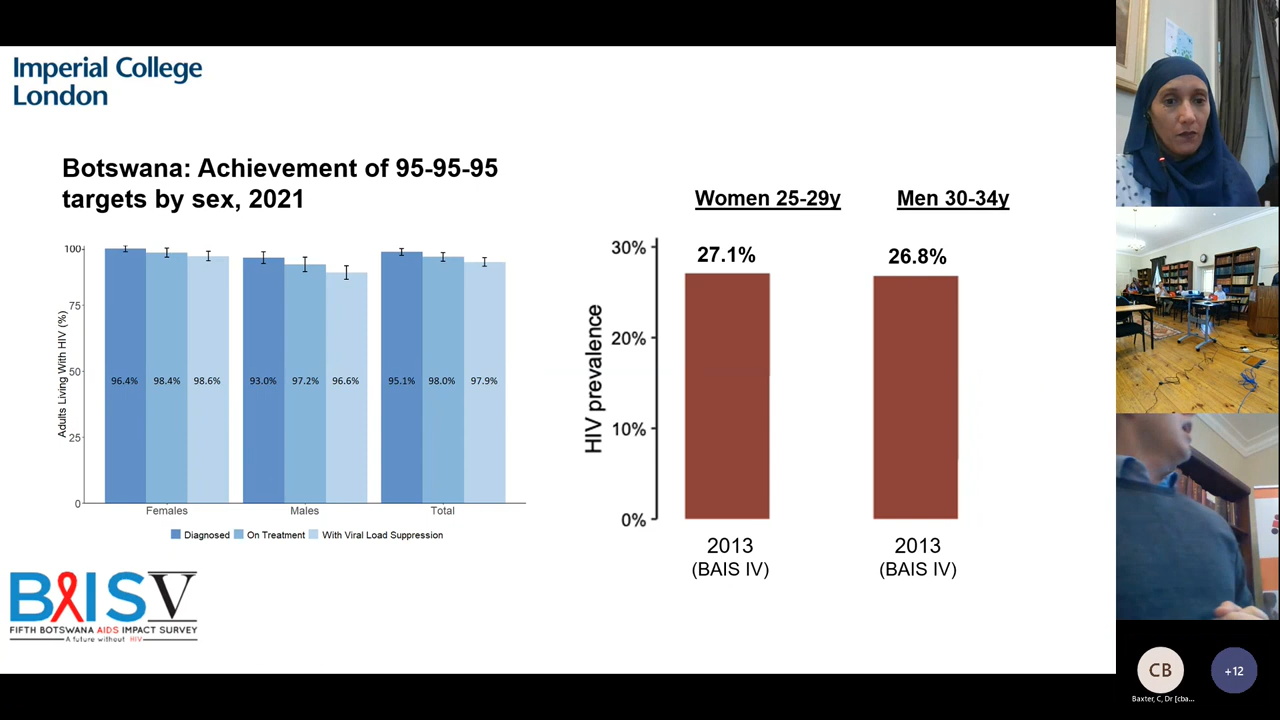 Imperial College
London
Botswana: Achievement of 95-95-95
targets by sex, 2021
100
75
50
25
0
Adults Living With HIV (%)
96.4% 98.4% 98.6% 93.0% 97.2% 96.6% 95.1% 98.0% 97.9%
Females Males Total
Diagnosed On Treatment With Viral Load Suppression
Women 25-29y Men 30-34y
HIV prevalence
30%
20%
10%
0%
27.1% 26.8%
2013 2013
(BAIS IV) (BAIS IV)
BAIS V
FIFTH BOTSWANA AIDS IMPACT SURVEY
A future without HIV
CB
+12
Baxter, C, Dr [cba...